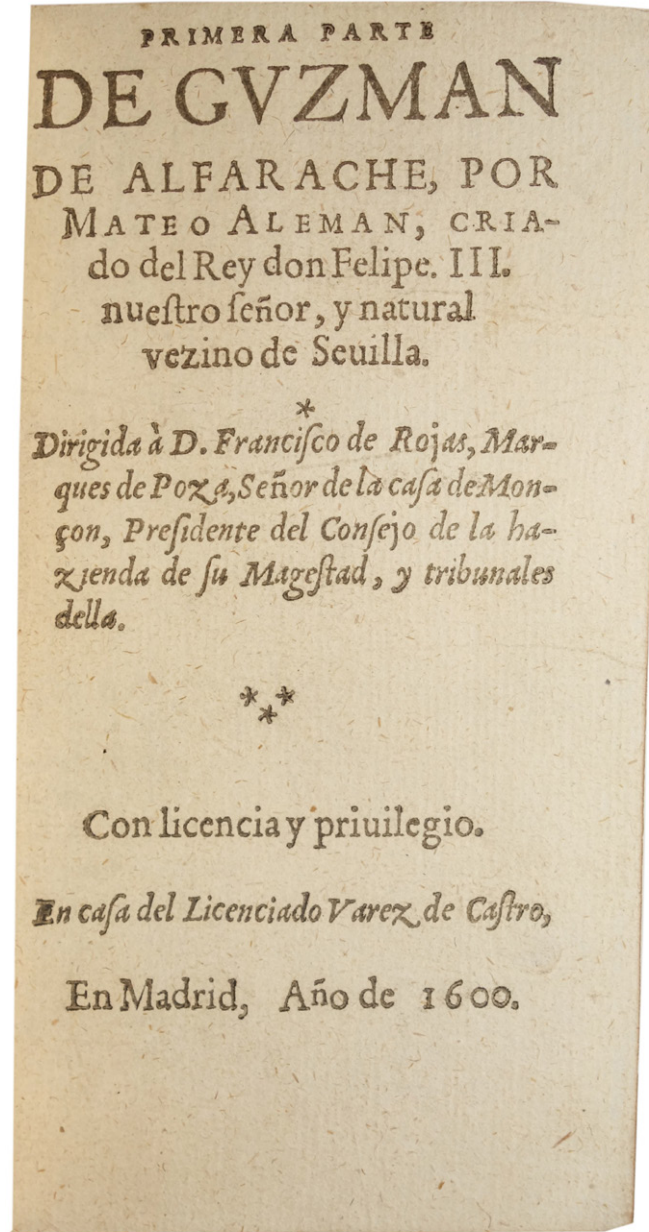 PRIMERA PARTE
DE GVZMAN
DE ALFARACHE, POR
MATEO ALEMAN, CRIA-
do del Rey don Felipe. III.
nueſtro ſeñor, y natural
vezino de Seuilla.
*
Dirigida à D. Franciſco de Rojas, Mar-
ques de Poza, Señor de la caſa de Mon-
çon, Preſidente del Conſejo de la ha-
zienda de ſu Mageſtad, y tribunales
della.
***
Con licencia y priuilegio.
En caſa del Licenciado Varez de Caſtro,
En Madrid, Año de 1600.